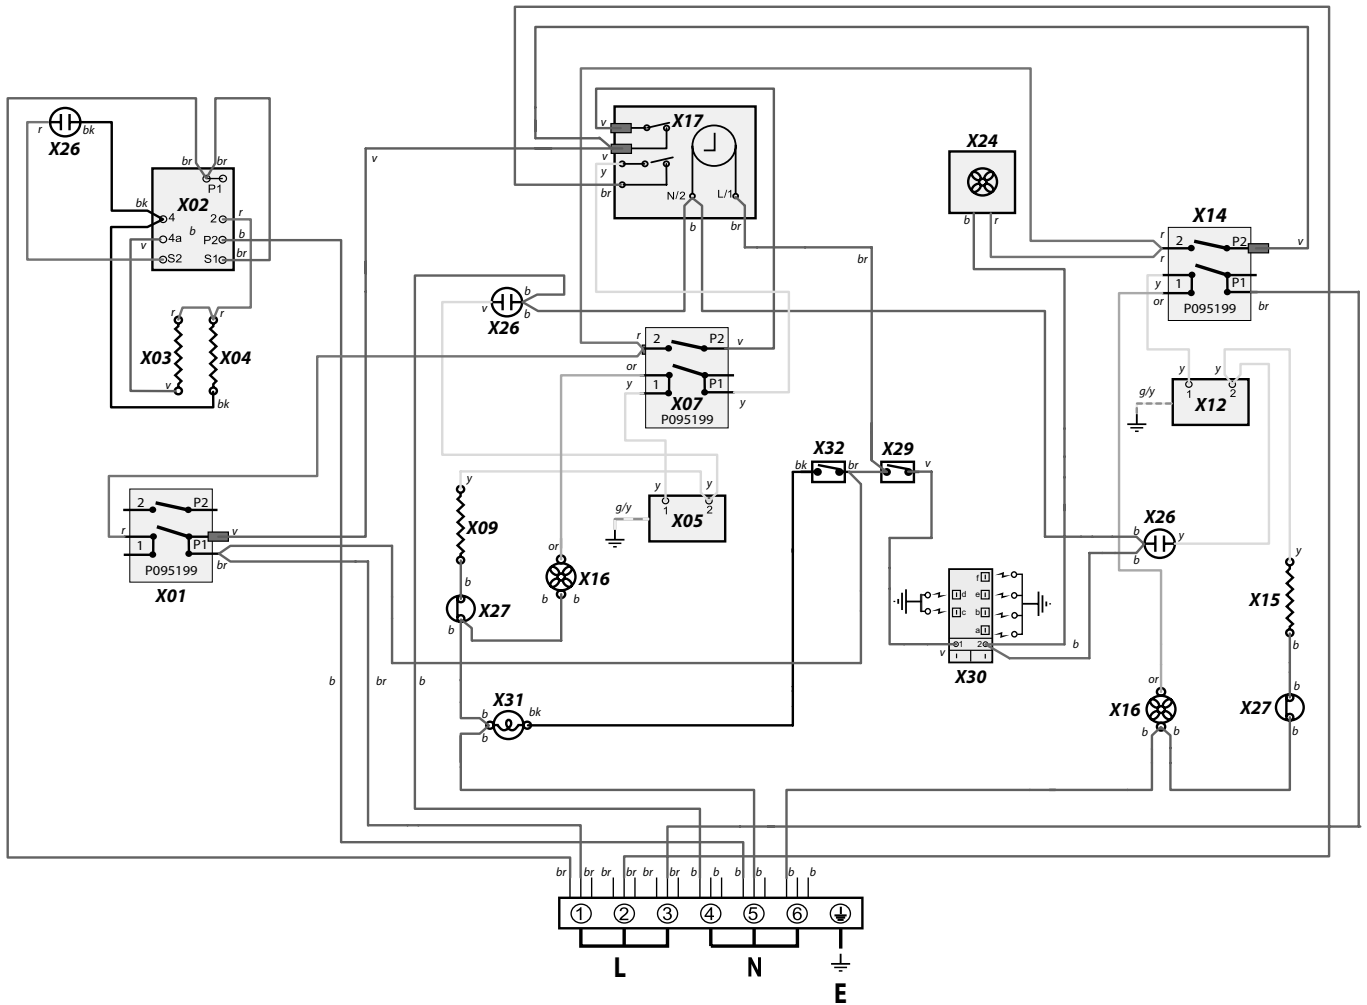 X26
r
bk
br
br
P1
X02
bk
4
2
r
b
v
4a
P2
b
S2
S1
br
r
r
X03
X04
v
bk
v
X17
v
v
y
br
N/2
L/1
b
br
br
X24
b
r
X14
r
2
P2
v
r
y
1
P1
or
P095199
br
X26
b
v
b
r
2
P2
v
or
y
1
P1
X07
y
P095199
y
y
1
2
X12
g/y
X32
bk
br
X29
v
y
X09
b
y
y
1
2
X05
g/y
2
P2
r
v
1
P1
br
P095199
X01
or
X16
b
b
X27
b
X26
b
y
b
f
d
e
c
b
a
1
2
v
b
X30
y
X15
b
b
X27
b
or
X16
b
b
b
br
b
X31
b
bk
b
br
br
br
br
br
br
b
b
b
b
b
b
1
2
3
4
5
6
L
N
E